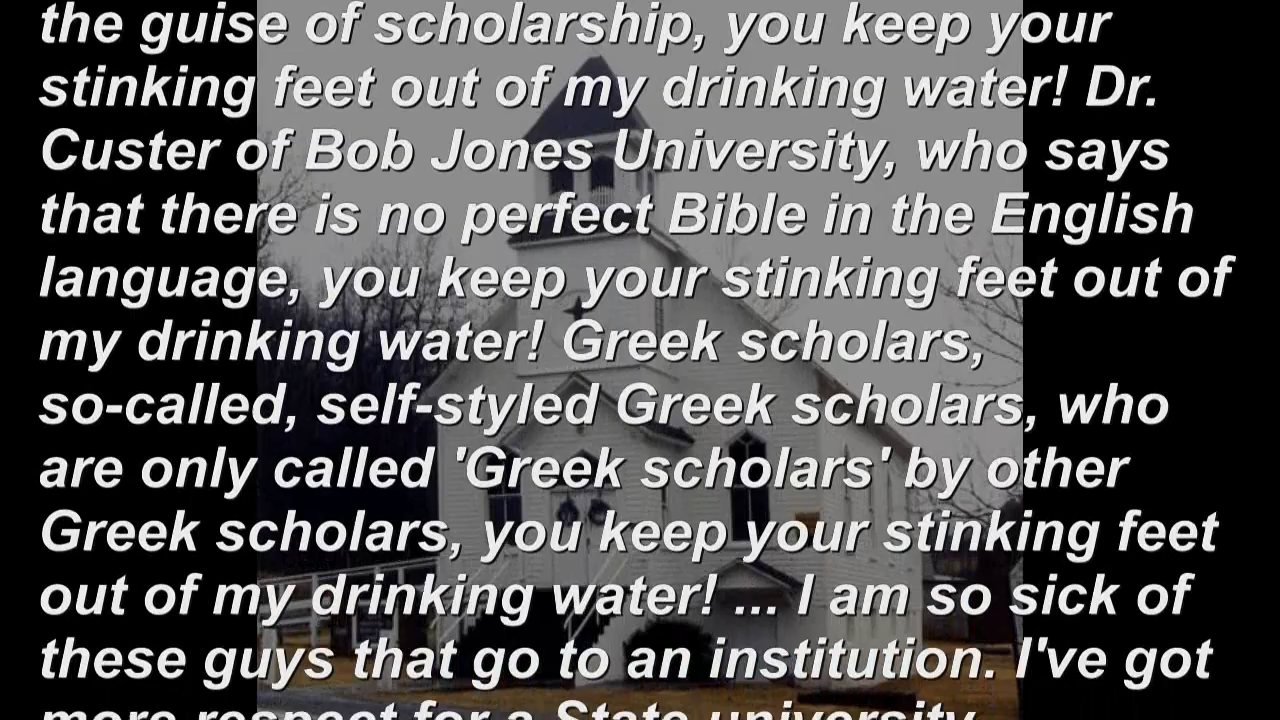 the guise of scholarship, you keep your
stinking feet out of my drinking water! Dr.
Custer of Bob Jones University, who says
that there is no perfect Bible in the English
language, you keep your stinking feet out of
my drinking water! Greek scholars,
so-called, self-styled Greek scholars, who
are only called 'Greek scholars' by other
Greek scholars, you keep your stinking feet
out of my drinking water! ... I am so sick of
these guys that go to an institution. I've got
more respect for a State university